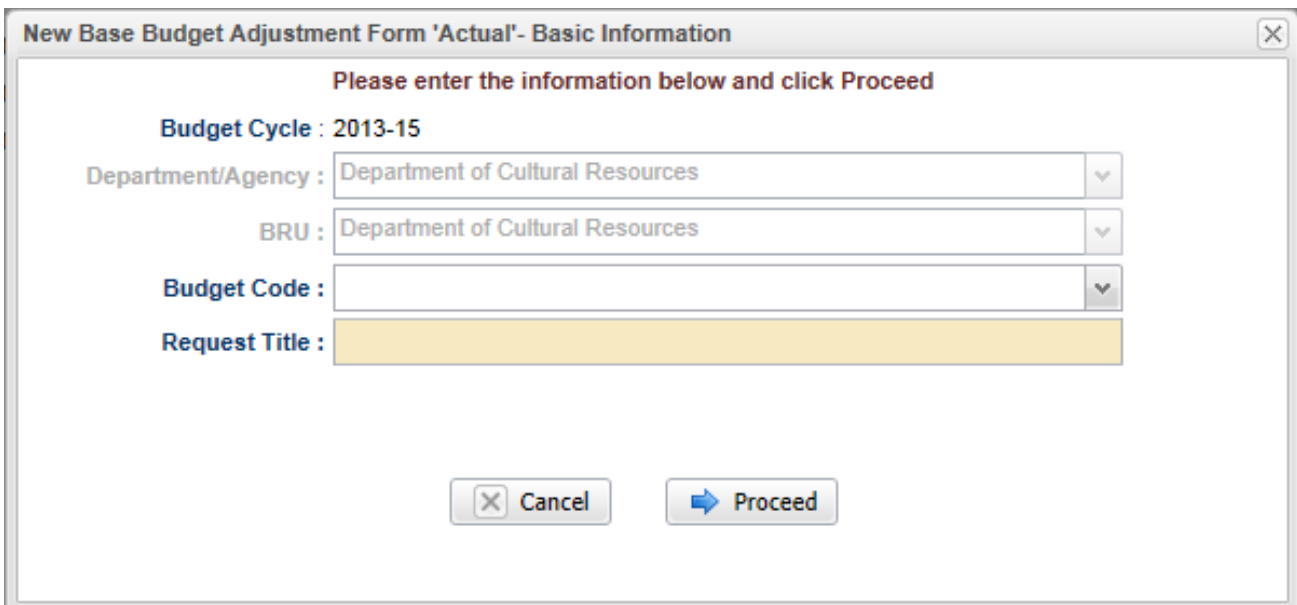 New Base Budget Adjustment Form 'Actual'- Basic Information
Please enter the information below and click Proceed
Budget Cycle : 2013-15
Department/Agency : Department of Cultural Resources
BRU : Department of Cultural Resources
Budget Code :
Request Title :
Cancel Proceed